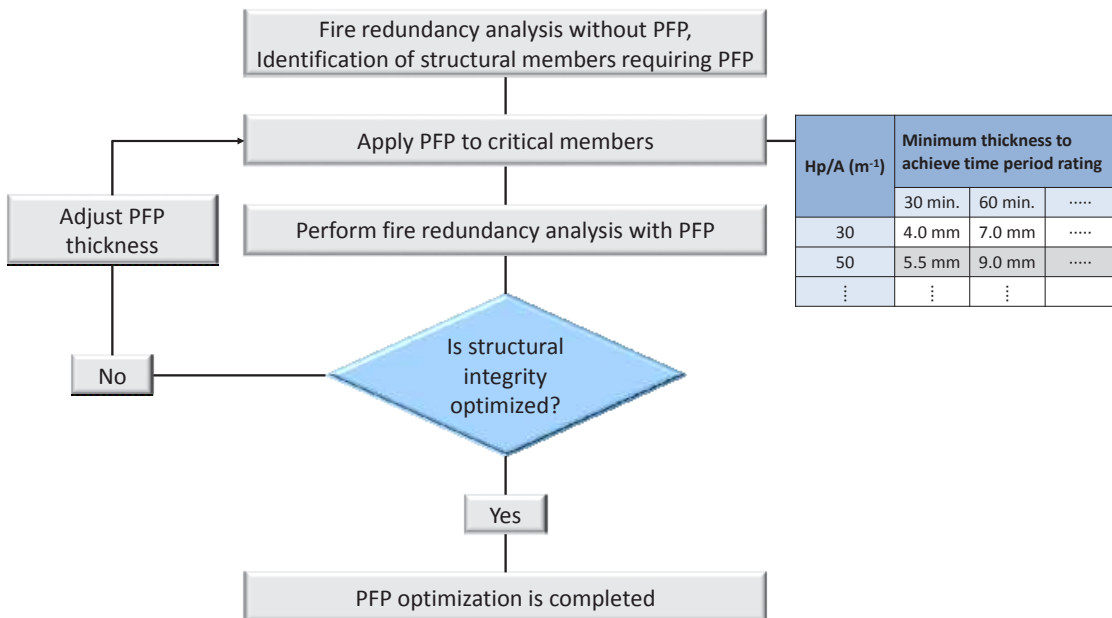 Fire redundancy analysis without PFP,
Identification of structural members requiring PFP
Apply PFP to critical members
Hp/A (m⁻¹)
Minimum thickness to
achieve time period rating
30 min. 60 min. .....
30 4.0 mm 7.0 mm .....
50 5.5 mm 9.0 mm .....
⋮ ⋮ ⋮
Adjust PFP
thickness
Perform fire redundancy analysis with PFP
Is structural
integrity
optimized?
No
Yes
PFP optimization is completed